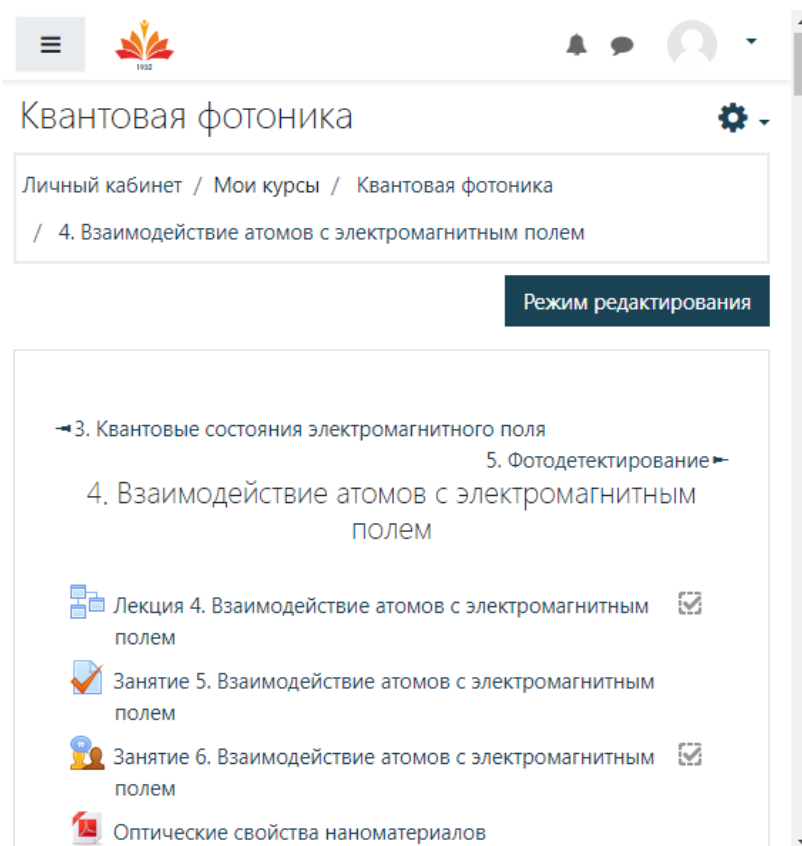 1932
Квантовая фотоника
Личный кабинет / Мои курсы / Квантовая фотоника
/ 4. Взаимодействие атомов с электромагнитным полем
Режим редактирования
3. Квантовые состояния электромагнитного поля
5. Фотодетектирование
4. Взаимодействие атомов с электромагнитным
полем
Лекция 4. Взаимодействие атомов с электромагнитным
полем
Занятие 5. Взаимодействие атомов с электромагнитным
полем
Занятие 6. Взаимодействие атомов с электромагнитным
полем
Оптические свойства наноматериалов